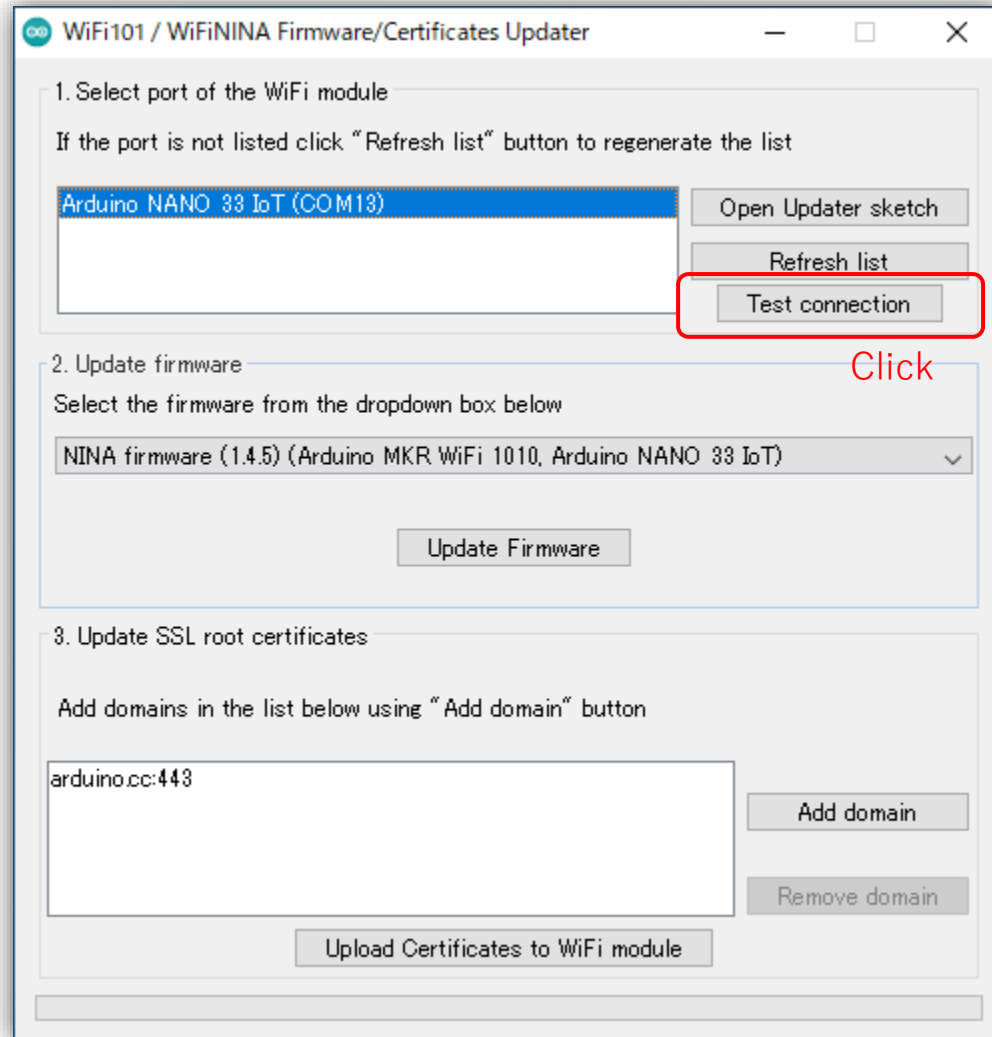 WiFi101 / WiFiNINA Firmware/Certificates Updater
1. Select port of the WiFi module
If the port is not listed click "Refresh list" button to regenerate the list
Arduino NANO 33 IoT (COM13)
Open Updater sketch
Refresh list
Test connection
Click
2. Update firmware
Select the firmware from the dropdown box below
NINA firmware (1.4.5) (Arduino MKR WiFi 1010, Arduino NANO 33 IoT)
Update Firmware
3. Update SSL root certificates
Add domains in the list below using "Add domain" button
arduino.cc:443
Add domain
Remove domain
Upload Certificates to WiFi module